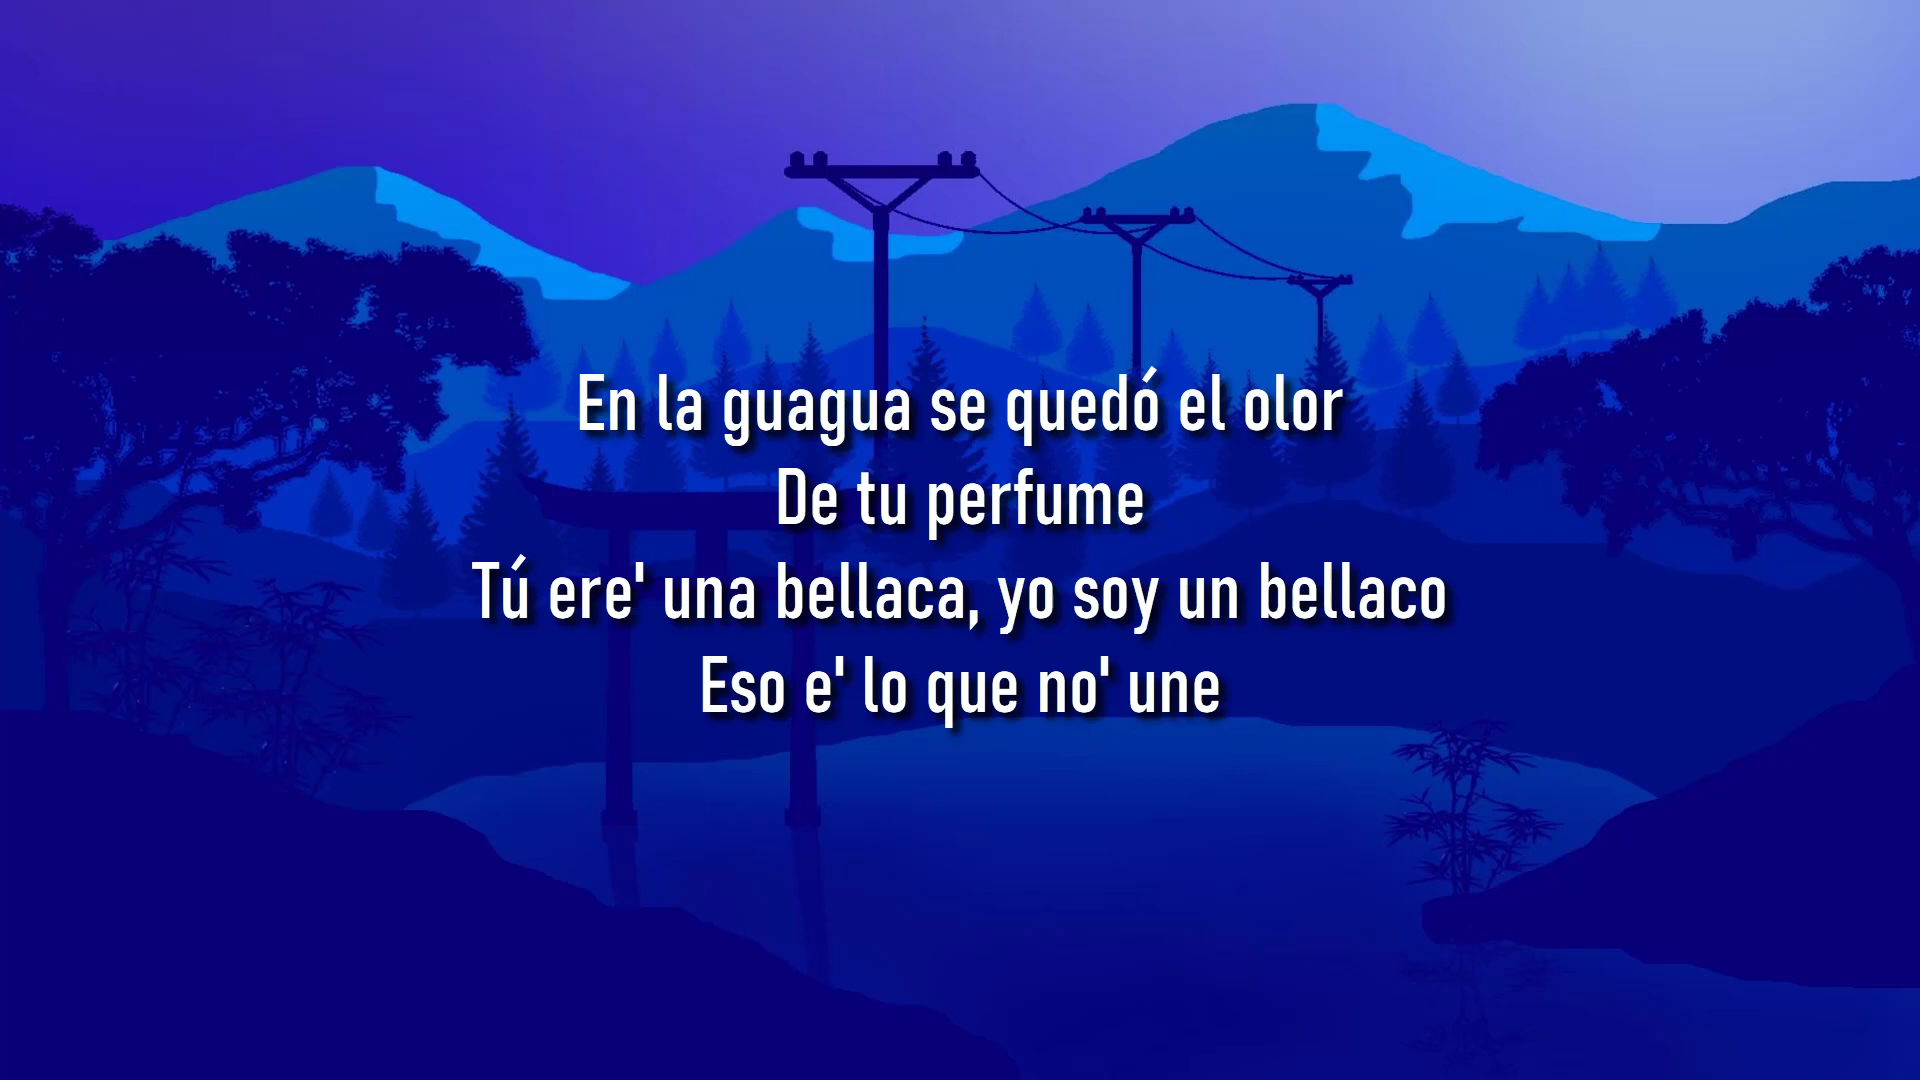 En la guagua se quedó el olor
De tu perfume
Tú ere' una bellaca, yo soy un bellaco
Eso e' lo que no' une